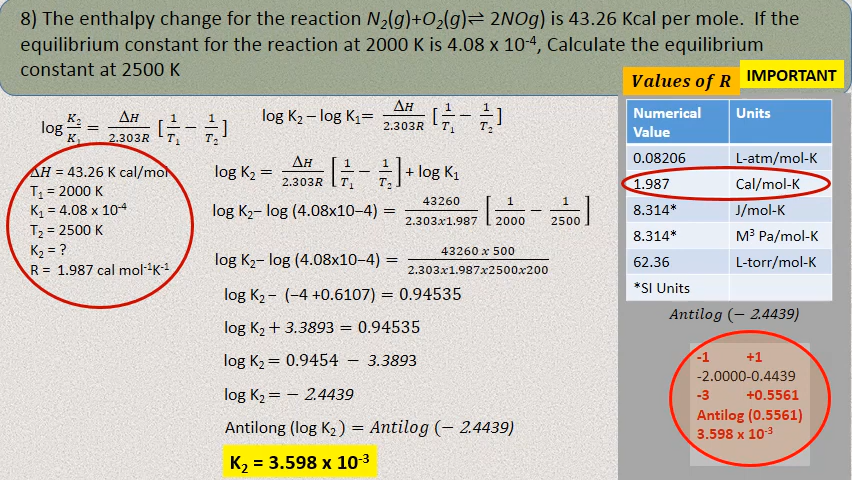 8) The enthalpy change for the reaction N₂(g)+O₂(g)⇌ 2NOg) is 43.26 Kcal per mole. If the
equilibrium constant for the reaction at 2000 K is 4.08 x 10⁻⁴, Calculate the equilibrium
constant at 2500 K
log K₂/K₁ = ΔH/2.303R [1/T₁ − 1/T₂]
ΔH = 43.26 K cal/mol
T₁ = 2000 K
K₁ = 4.08 x 10⁻⁴
T₂ = 2500 K
K₂ = ?
R = 1.987 cal mol⁻¹K⁻¹
log K₂ – log K₁= ΔH/2.303R [1/T₁ − 1/T₂]
log K₂ = ΔH/2.303R [1/T₁ − 1/T₂] + log K₁
log K₂– log (4.08x10–4) = 43260/2.303x1.987 [1/2000 − 1/2500]
log K₂– log (4.08x10–4) = 43260 x 500/2.303x1.987x2500x200
log K₂ – (–4 +0.6107) = 0.94535
log K₂ + 3.3893 = 0.94535
log K₂ = 0.9454 − 3.3893
log K₂ = − 2.4439
Antilong (log K₂ ) = Antilog (− 2.4439)
K₂ = 3.598 x 10⁻³
Values of R
IMPORTANT
Numerical Value Units
0.08206 L-atm/mol-K
1.987 Cal/mol-K
8.314* J/mol-K
8.314* M³ Pa/mol-K
62.36 L-torr/mol-K
*SI Units
Antilog (− 2.4439)
-1 +1
-2.0000-0.4439
-3 +0.5561
Antilog (0.5561)
3.598 x 10⁻³